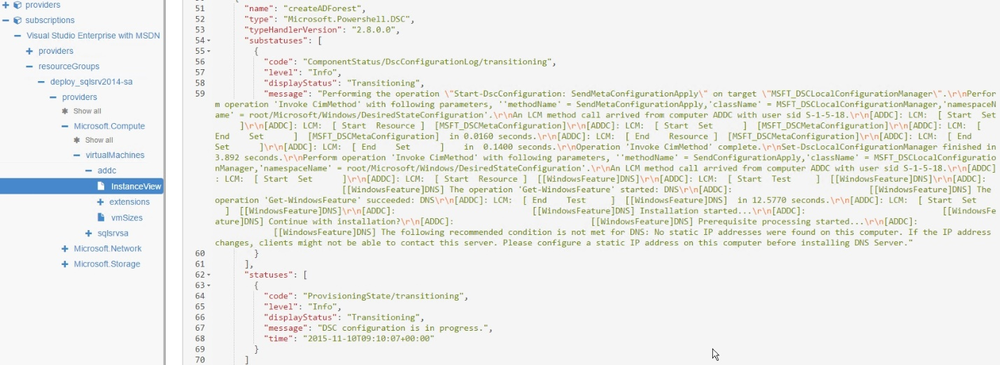 providers
subscriptions
Visual Studio Enterprise with MSDN
providers
resourceGroups
deploy_sqlsrv2014-sa
providers
Show all
Microsoft.Compute
Show all
virtualMachines
addc
InstanceView
extensions
vmSizes
sqlsrvsa
Microsoft.Network
Microsoft.Storage
51 "name": "createADForest",
52 "type": "Microsoft.Powershell.DSC",
53 "typeHandlerVersion": "2.8.0.0",
54 "substatuses": [
55 {
56 "code": "ComponentStatus/DscConfigurationLog/transitioning",
57 "level": "Info",
58 "displayStatus": "Transitioning",
59 "message": "Performing the operation \"Start-DscConfiguration: SendMetaConfigurationApply\" on target \"MSFT_DSCLocalConfigurationManager\".\r\nPerfor
m operation 'Invoke CimMethod' with following parameters, ''methodName' = SendMetaConfigurationApply,'className' = MSFT_DSCLocalConfigurationManager,'namespaceN
ame' = root/Microsoft/Windows/DesiredStateConfiguration'.\r\nAn LCM method call arrived from computer ADDC with user sid S-1-5-18.\r\n[ADDC]: LCM: [ Start Set
]\r\n[ADDC]: LCM: [ Start Resource ] [MSFT_DSCMetaConfiguration]\r\n[ADDC]: LCM: [ Start Set ] [MSFT_DSCMetaConfiguration]\r\n[ADDC]: LCM: [
End Set ] [MSFT_DSCMetaConfiguration] in 0.0160 seconds.\r\n[ADDC]: LCM: [ End Resource ] [MSFT_DSCMetaConfiguration]\r\n[ADDC]: LCM: [ End
Set ]\r\n[ADDC]: LCM: [ End Set ] in 0.1400 seconds.\r\nOperation 'Invoke CimMethod' complete.\r\nSet-DscLocalConfigurationManager finished in
3.892 seconds.\r\nPerform operation 'Invoke CimMethod' with following parameters, ''methodName' = SendConfigurationApply,'className' = MSFT_DSCLocalConfiguratio
nManager,'namespaceName' = root/Microsoft/Windows/DesiredStateConfiguration'.\r\nAn LCM method call arrived from computer ADDC with user sid S-1-5-18.\r\n[ADDC]
: LCM: [ Start Set ]\r\n[ADDC]: LCM: [ Start Resource ] [[WindowsFeature]DNS]\r\n[ADDC]: LCM: [ Start Test ] [[WindowsFeature]DNS]\r\n[ADDC]:
[[WindowsFeature]DNS] The operation 'Get-WindowsFeature' started: DNS\r\n[ADDC]: [[WindowsFeature]DNS] The
operation 'Get-WindowsFeature' succeeded: DNS\r\n[ADDC]: LCM: [ End Test ] [[WindowsFeature]DNS] in 12.5770 seconds.\r\n[ADDC]: LCM: [ Start Set
] [[WindowsFeature]DNS]\r\n[ADDC]: [[WindowsFeature]DNS] Installation started...\r\n[ADDC]: [[WindowsFe
ature]DNS] Continue with installation?\r\n[ADDC]: [[WindowsFeature]DNS] Prerequisite processing started...\r\n[ADDC]:
[[WindowsFeature]DNS] The following recommended condition is not met for DNS: No static IP addresses were found on this computer. If the IP address
changes, clients might not be able to contact this server. Please configure a static IP address on this computer before installing DNS Server."
60 }
61 ],
62 "statuses": [
63 {
64 "code": "ProvisioningState/transitioning",
65 "level": "Info",
66 "displayStatus": "Transitioning",
67 "message": "DSC configuration is in progress.",
68 "time": "2015-11-10T09:10:07+00:00"
69 }
70 ]